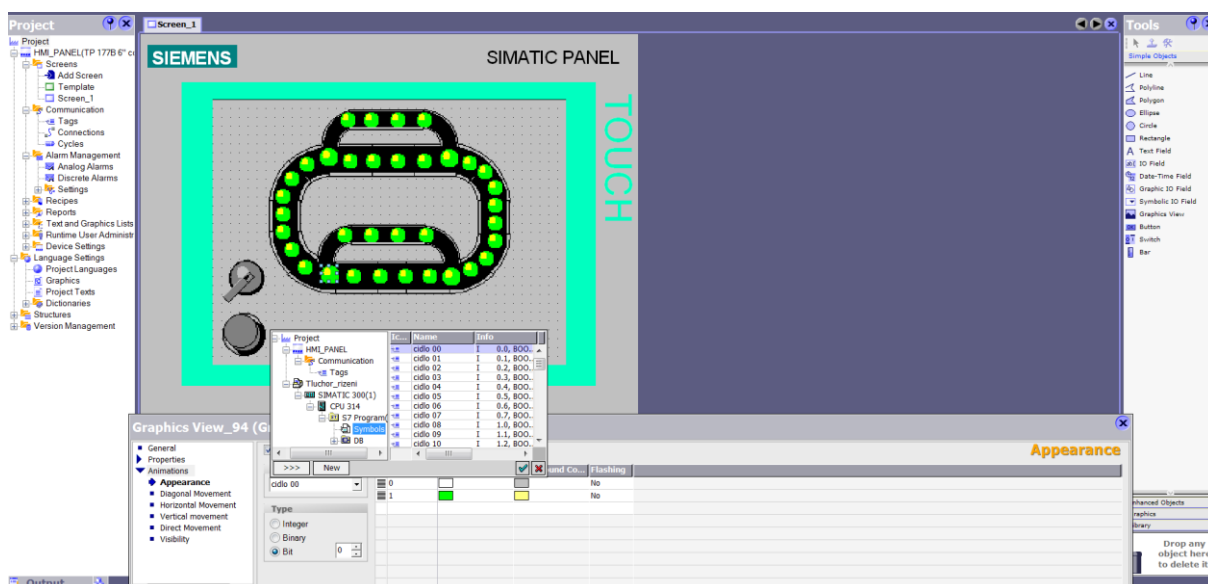 Project
Screen_1
Tools
Project
HMI_PANEL(TP 177B 6" co
Screens
Add Screen
Template
Screen_1
Communication
Tags
Connections
Cycles
Alarm Management
Analog Alarms
Discrete Alarms
Settings
Recipes
Reports
Text and Graphics Lists
Runtime User Administr
Device Settings
Language Settings
Project Languages
Graphics
Project Texts
Dictionaries
Structures
Version Management
Output
SIEMENS
SIMATIC PANEL
TOUCH
Project
HMI_PANEL
Communication
Tags
Tluchor_rizeni
SIMATIC 300(1)
CPU 314
S7 Program(
Symbols
DB
>>> New
Ic... Name Info
cidlo 00 I 0.0, BOO...
cidlo 01 I 0.1, BOO...
cidlo 02 I 0.2, BOO...
cidlo 03 I 0.3, BOO...
cidlo 04 I 0.4, BOO...
cidlo 05 I 0.5, BOO...
cidlo 06 I 0.6, BOO...
cidlo 07 I 0.7, BOO...
cidlo 08 I 1.0, BOO...
cidlo 09 I 1.1, BOO...
cidlo 10 I 1.2, BOO...
Graphics View_94 (G
General
Properties
Animations
Appearance
Diagonal Movement
Horizontal Movement
Vertical movement
Direct Movement
Visibility
Appearance
cidlo 00
Type
Integer
Binary
Bit 0
und Co... Flashing
0 No
1 No
Simple Objects
Line
Polyline
Polygon
Ellipse
Circle
Rectangle
Text Field
IO Field
Date-Time Field
Graphic IO Field
Symbolic IO Field
Graphics View
Button
Switch
Bar
nhanced Objects
raphics
ibrary
Drop any
object here
to delete it